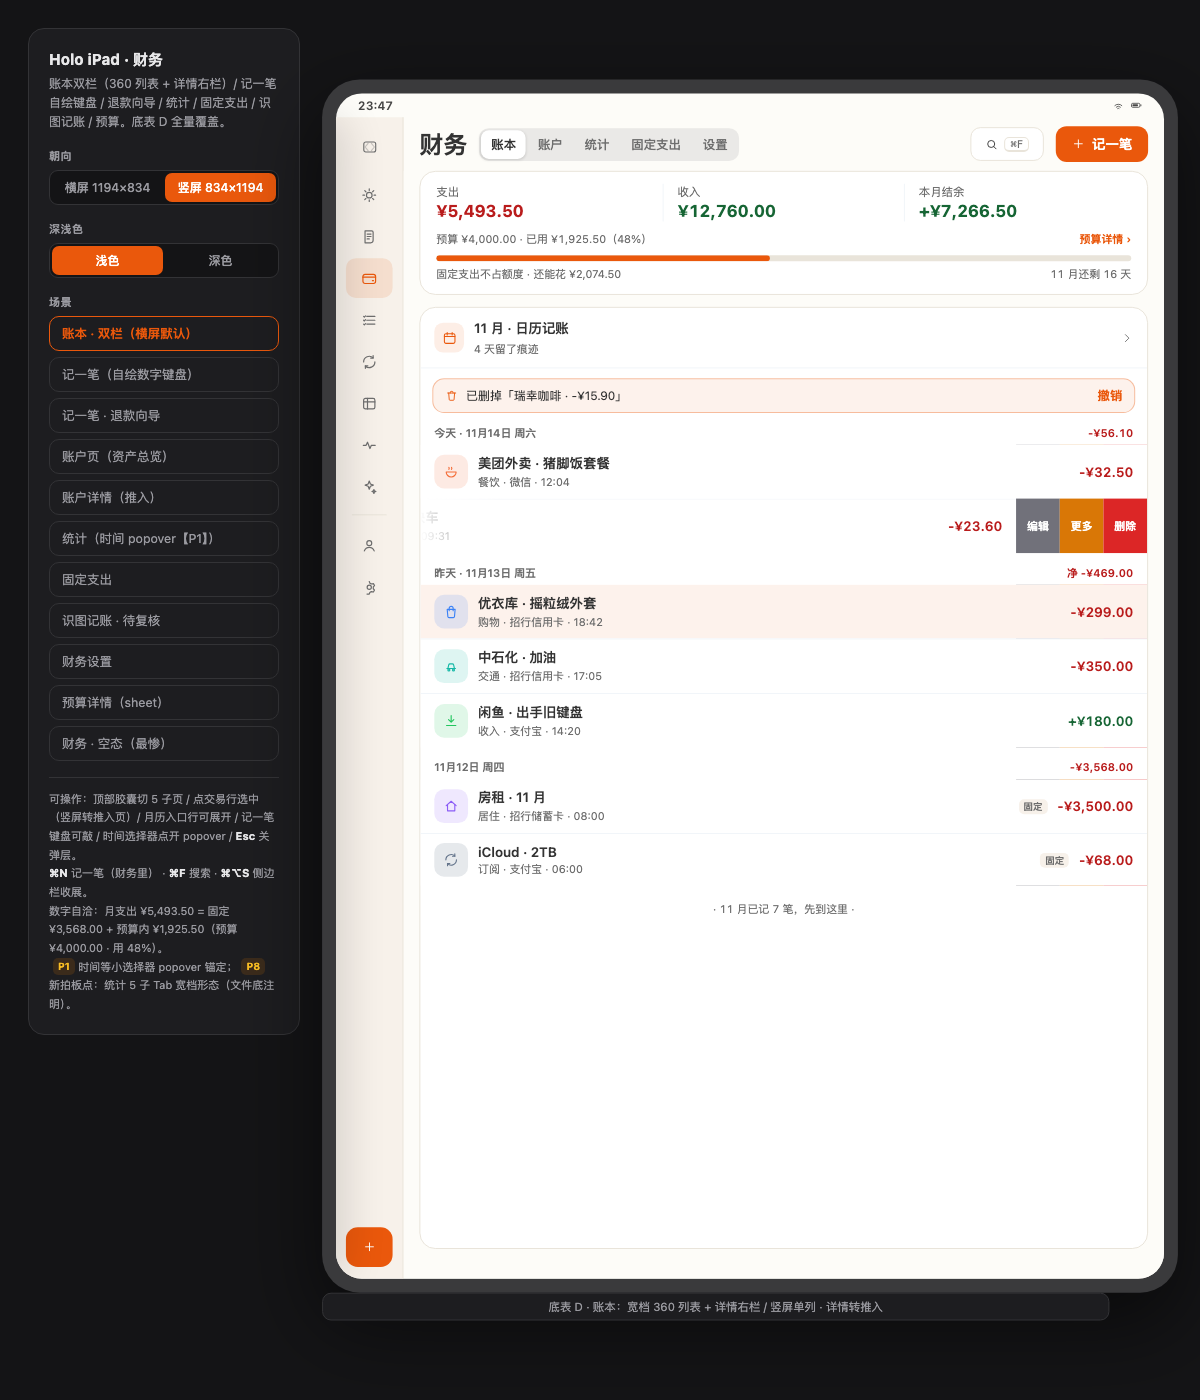 Holo iPad · 财务
账本双栏（360 列表 + 详情右栏）/ 记一笔
自绘键盘 / 退款向导 / 统计 / 固定支出 / 识
图记账 / 预算。底表 D 全量覆盖。
朝向
横屏 1194×834
竖屏 834×1194
深浅色
浅色
深色
场景
账本 · 双栏（横屏默认）
记一笔（自绘数字键盘）
记一笔 · 退款向导
账户页（资产总览）
账户详情（推入）
统计（时间 popover【P1】）
固定支出
识图记账 · 待复核
财务设置
预算详情（sheet）
财务 · 空态（最惨）
可操作：顶部胶囊切 5 子页 / 点交易行选中
（竖屏转推入页）/ 月历入口行可展开 / 记一笔
键盘可敲 / 时间选择器点开 popover / Esc 关
弹层。
⌘N 记一笔（财务里） · ⌘F 搜索 · ⌘⌥S 侧边
栏收展。
数字自洽：月支出 ¥5,493.50 = 固定
¥3,568.00 + 预算内 ¥1,925.50（预算
¥4,000.00 · 用 48%）。
P1 时间等小选择器 popover 锚定； P8
新拍板点：统计 5 子 Tab 宽档形态（文件底注
明）。
23:47
财务
账本
账户
统计
固定支出
设置
⌘F
＋ 记一笔
支出
¥5,493.50
收入
¥12,760.00
本月结余
+¥7,266.50
预算 ¥4,000.00 · 已用 ¥1,925.50（48%）
预算详情 ›
固定支出不占额度 · 还能花 ¥2,074.50
11 月还剩 16 天
11 月 · 日历记账
4 天留了痕迹
已删掉「瑞幸咖啡 · -¥15.90」
撤销
今天 · 11月14日 周六
-¥56.10
美团外卖 · 猪脚饭套餐
餐饮 · 微信 · 12:04
-¥32.50
车
9:31
-¥23.60
编辑
更多
删除
昨天 · 11月13日 周五
净 -¥469.00
优衣库 · 摇粒绒外套
购物 · 招行信用卡 · 18:42
-¥299.00
中石化 · 加油
交通 · 招行信用卡 · 17:05
-¥350.00
闲鱼 · 出手旧键盘
收入 · 支付宝 · 14:20
+¥180.00
11月12日 周四
-¥3,568.00
房租 · 11 月
居住 · 招行储蓄卡 · 08:00
固定
-¥3,500.00
iCloud · 2TB
订阅 · 支付宝 · 06:00
固定
-¥68.00
· 11 月已记 7 笔，先到这里 ·
＋
底表 D · 账本：宽档 360 列表 + 详情右栏 / 竖屏单列 · 详情转推入